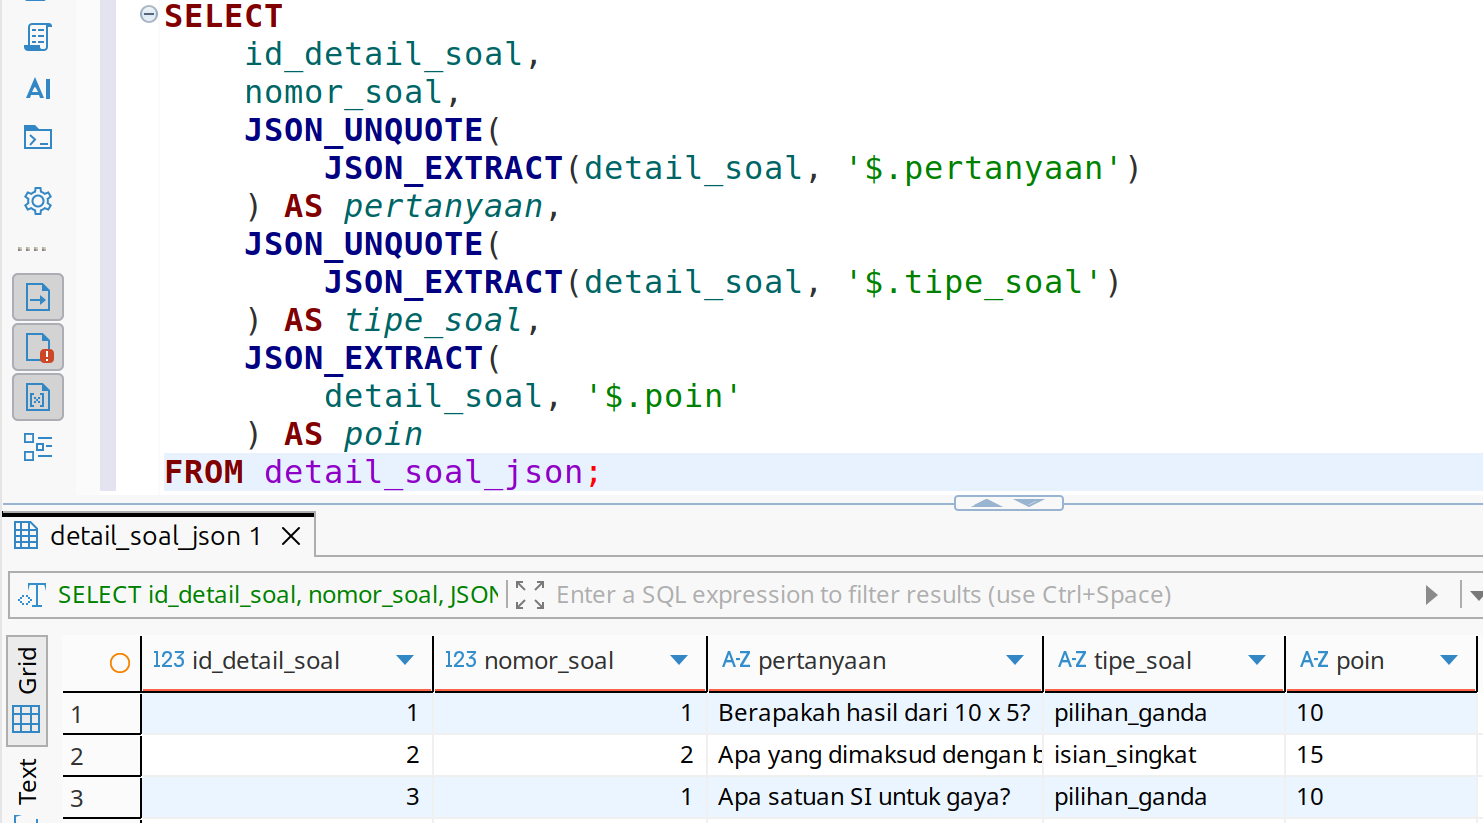 SELECT
id_detail_soal,
nomor_soal,
JSON_UNQUOTE(
JSON_EXTRACT(detail_soal, '$.pertanyaan')
) AS pertanyaan,
JSON_UNQUOTE(
JSON_EXTRACT(detail_soal, '$.tipe_soal')
) AS tipe_soal,
JSON_EXTRACT(
detail_soal, '$.poin'
) AS poin
FROM detail_soal_json;
AI
detail_soal_json 1
SELECT id_detail_soal, nomor_soal, JSON
Enter a SQL expression to filter results (use Ctrl+Space)
Grid
Text
123 id_detail_soal 123 nomor_soal A-Z pertanyaan A-Z tipe_soal A-Z poin
1 1 1 Berapakah hasil dari 10 x 5? pilihan_ganda 10
2 2 2 Apa yang dimaksud dengan b isian_singkat 15
3 3 1 Apa satuan SI untuk gaya? pilihan_ganda 10